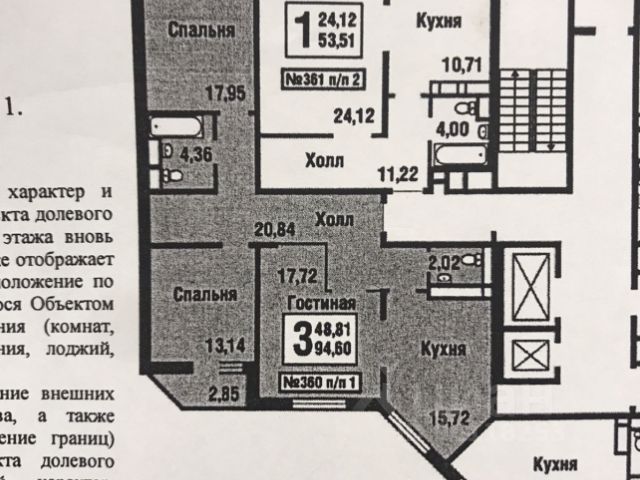 1.
характер и
кта долевого
этажа вновь
е отображает
положение по
ося Объектом
ния (комнат,
ния, лоджий,
ние внешних
ва, а также
ение границ)
кта долевого
Спальня
17,95
1 24,12
53,51
№361 п/п 2
24,12
Кухня
10,71
4,00
4,36
Холл
11,22
Холл
20,84
2,02
17,72
Спальня
13,14
2,85
Гостиная
3 48,81
94,60
№360 п/п 1
Кухня
15,72
Кухня